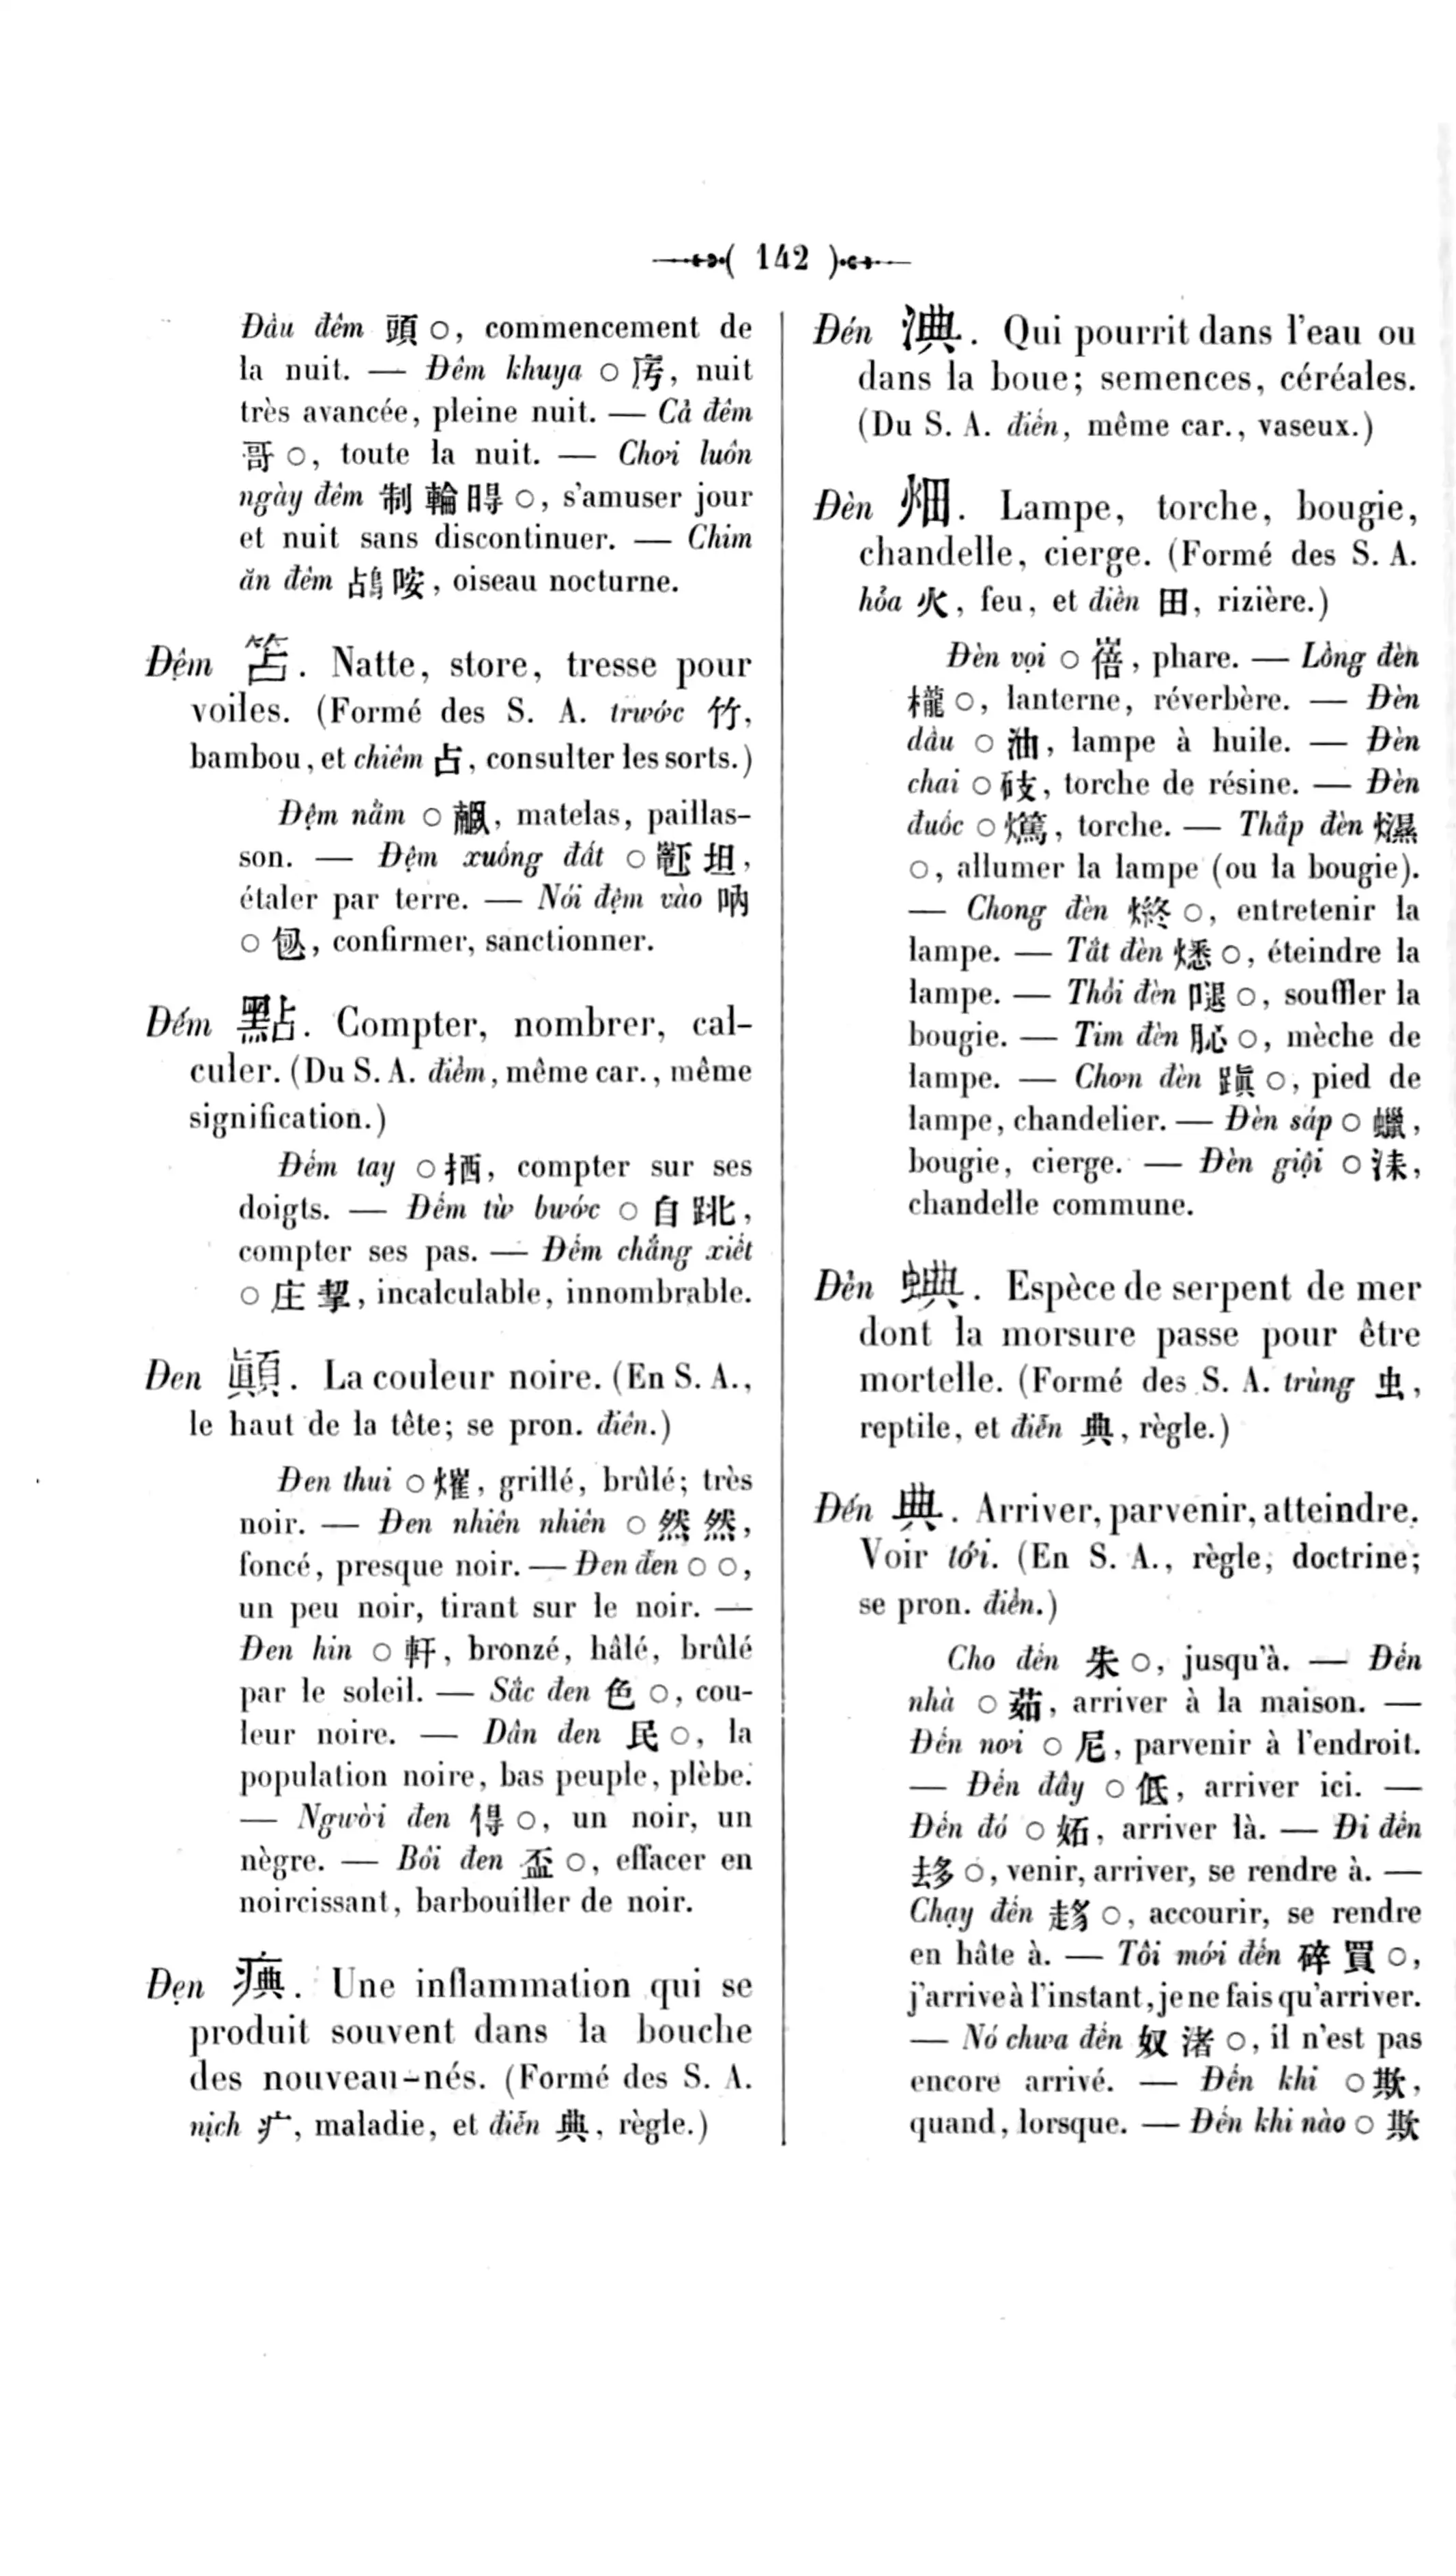 ( 142 )
Đầu đêm 頭 ○, commencement de
la nuit. — Đêm khuya ○ , nuit
très avancée, pleine nuit. — Cả đêm
哥 ○, toute la nuit. — Chơi luôn
ngày đêm 制 輪 ○, s'amuser jour
et nuit sans discontinuer. — Chim
ăn đêm 咹, oiseau nocturne.
Đệm 笘. Natte, store, tresse pour
voiles. (Formé des S. A. trước 竹,
bambou, et chiêm 占, consulter les sorts.)
Đệm nằm ○ , matelas, paillas-
son. — Đệm xuống đất ○ 坦,
étaler par terre. — Nói đệm vào 吶
○ , confirmer, sanctionner.
Đếm 點. Compter, nombrer, cal-
culer. (Du S. A. điểm, même car., même
signification.)
Đếm tay ○ 拪, compter sur ses
doigts. — Đếm từ bước ○ 自 ,
compter ses pas. — Đếm chẳng xiết
○ 庄 挈, incalculable, innombrable.
Đen 顛. La couleur noire. (En S. A.,
le haut de la tête; se pron. điên.)
Đen thui ○ 熣, grillé, brûlé; très
noir. — Đen nhiên nhiên ○ 然 然,
foncé, presque noir. — Đen đen ○ ○,
un peu noir, tirant sur le noir. —
Đen hin ○ 軒, bronzé, hâlé, brûlé
par le soleil. — Sắc đen 色 ○, cou-
leur noire. — Dân đen 民 ○, la
population noire, bas peuple, plèbe.
— Người đen ○, un noir, un
nègre. — Bôi đen 盃 ○, effacer en
noircissant, barbouiller de noir.
Đẹn . Une inflammation qui se
produit souvent dans la bouche
des nouveau-nés. (Formé des S. A.
nịch 疒, maladie, et điển 典, règle.)
Đén 淟. Qui pourrit dans l'eau ou
dans la boue; semences, céréales.
(Du S. A. điển, même car., vaseux.)
Đèn 畑. Lampe, torche, bougie,
chandelle, cierge. (Formé des S. A.
hỏa 火, feu, et điền 田, rizière.)
Đèn vọi ○ , phare. — Lồng đèn
櫳 ○, lanterne, réverbère. — Đèn
dầu ○ 油, lampe à huile. — Đèn
chai ○ , torche de résine. — Đèn
đuốc ○ , torche. — Thắp đèn
○, allumer la lampe (ou la bougie).
— Chong đèn ○, entretenir la
lampe. — Tắt đèn ○, éteindre la
lampe. — Thổi đèn ○, souffler la
bougie. — Tim đèn ○, mèche de
lampe. — Chơn đèn 蹎 ○, pied de
lampe, chandelier. — Đèn sáp ○ 蠟,
bougie, cierge. — Đèn giội ○ ,
chandelle commune.
Đẻn 蜔. Espèce de serpent de mer
dont la morsure passe pour être
mortelle. (Formé des S. A. trùng 虫,
reptile, et điển 典, règle.)
Đến 典. Arriver, parvenir, atteindre.
Voir tới. (En S. A., règle, doctrine;
se pron. điển.)
Cho đến 朱 ○, jusqu'à. — Đến
nhà ○ 茹, arriver à la maison. —
Đến nơi ○ 尼, parvenir à l'endroit.
— Đến đây ○ 低, arriver ici. —
Đến đó ○ 妬, arriver là. — Đi đến
○, venir, arriver, se rendre à. —
Chạy đến ○, accourir, se rendre
en hâte à. — Tôi mới đến 碎 買 ○,
j'arrive à l'instant, je ne fais qu'arriver.
— Nó chưa đến 奴 渚 ○, il n'est pas
encore arrivé. — Đến khi ○ 欺,
quand, lorsque. — Đến khi nào ○ 欺